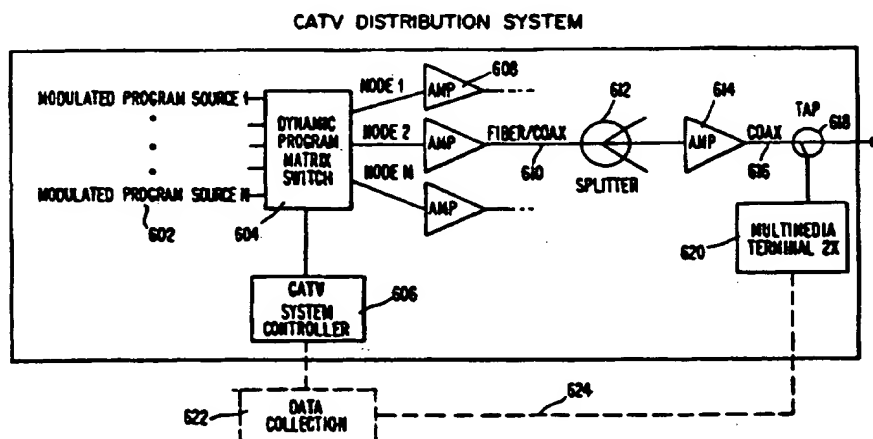 CATV DISTRIBUTION SYSTEM
MODULATED PROGRAM SOURCE 1
MODULATED PROGRAM SOURCE N
602
DYNAMIC
PROGRAM
MATRIX
SWITCH
604
NODE 1
NODE 2
NODE N
AMP
608
AMP
AMP
FIBER/COAX
610
612
SPLITTER
AMP
614
COAX
616
TAP
618
MULTIMEDIA
TERMINAL 2X
620
CATV
SYSTEM
CONTROLLER
606
DATA
COLLECTION
622
624